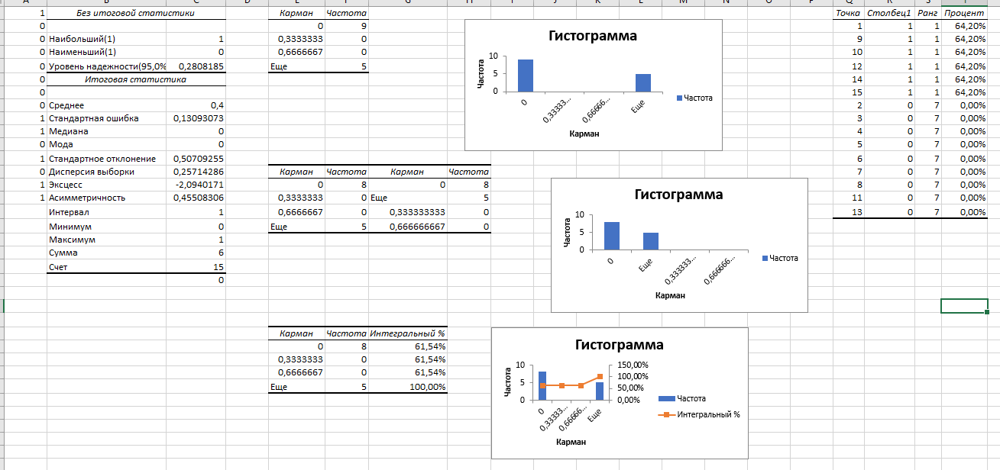 1
0
0
0
0
0
0
0
1
1
0
1
0
1
1
Без итоговой статистики
Наибольший(1) 1
Наименьший(1) 0
Уровень надежности(95,0% 0,2808185
Итоговая статистика
Среднее 0,4
Стандартная ошибка 0,13093073
Медиана 0
Мода 0
Стандартное отклонение 0,50709255
Дисперсия выборки 0,25714286
Эксцесс -2,0940171
Асимметричность 0,45508306
Интервал 1
Минимум 0
Максимум 1
Сумма 6
Счет 15
0
Карман Частота
0 9
0,3333333 0
0,6666667 0
Еще 5
Гистограмма
Частота
10
5
0
0 0,33333... 0,66666... Еще
Карман
Частота
Карман Частота Карман Частота
0 8 0 8
0,3333333 0 Еще 5
0,6666667 0 0,333333333 0
Еще 5 0,666666667 0
Гистограмма
Частота
10
5
0
0 Еще 0,333333... 0,666666...
Карман
Частота
Карман Частота Интегральный %
0 8 61,54%
0,3333333 0 61,54%
0,6666667 0 61,54%
Еще 5 100,00%
Гистограмма
Частота
10
5
0
150,00%
100,00%
50,00%
0,00%
0 0,33333... 0,66666... Еще
Карман
Частота
Интегральный %
Точка Столбец1 Ранг Процент
1 1 1 64,20%
9 1 1 64,20%
10 1 1 64,20%
12 1 1 64,20%
14 1 1 64,20%
15 1 1 64,20%
2 0 7 0,00%
3 0 7 0,00%
4 0 7 0,00%
5 0 7 0,00%
6 0 7 0,00%
7 0 7 0,00%
8 0 7 0,00%
11 0 7 0,00%
13 0 7 0,00%